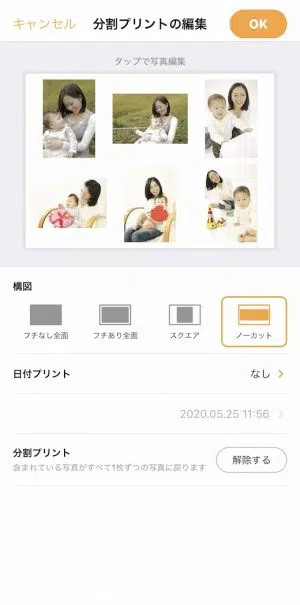 キャンセル 分割プリントの編集 OK
タップで写真編集
構図
フチなし全面 フチあり全面 スクエア ノーカット
日付プリント なし
2020.05.25 11:56
分割プリント
含まれている写真がすべて1枚ずつの写真に戻ります
解除する